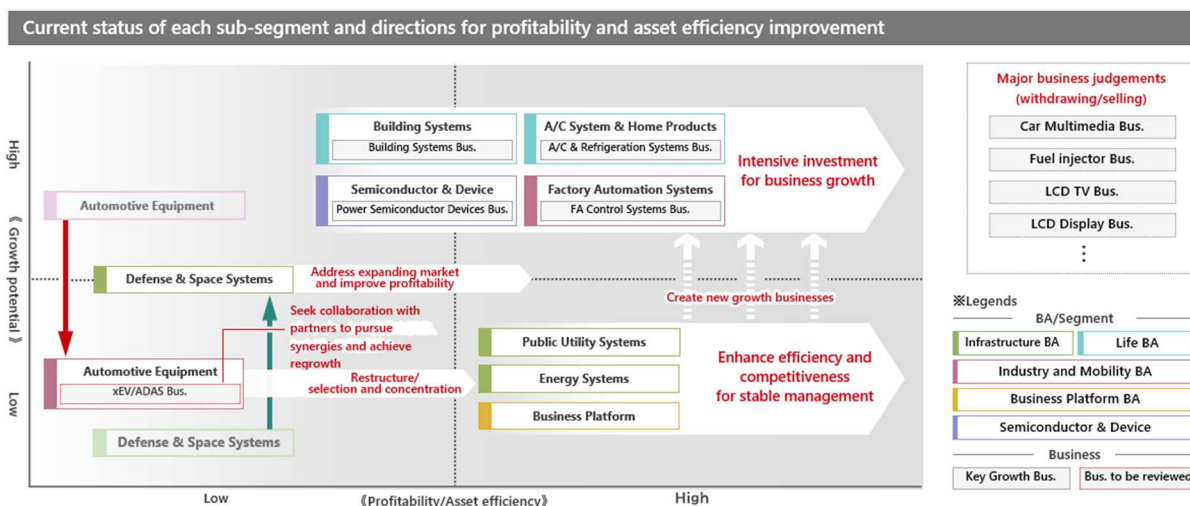 Current status of each sub-segment and directions for profitability and asset efficiency improvement
High
《 Growth potential 》
Low
Building Systems
Building Systems Bus.
A/C System & Home Products
A/C & Refrigeration Systems Bus.
Semiconductor & Device
Power Semiconductor Devices Bus.
Factory Automation Systems
FA Control Systems Bus.
Intensive investment
for business growth
Automotive Equipment
Defense & Space Systems
Address expanding market
and improve profitability
Create new growth businesses
Seek collaboration with
partners to pursue
synergies and achieve
regrowth
Automotive Equipment
xEV/ADAS Bus.
Restructure/
selection and concentration
Defense & Space Systems
Public Utility Systems
Energy Systems
Business Platform
Enhance efficiency and
competitiveness
for stable management
Low
《Profitability/Asset efficiency》
High
Major business judgements
(withdrawing/selling)
Car Multimedia Bus.
Fuel injector Bus.
LCD TV Bus.
LCD Display Bus.
⋮
※Legends
BA/Segment
Infrastructure BA
Life BA
Industry and Mobility BA
Business Platform BA
Semiconductor & Device
Business
Key Growth Bus.
Bus. to be reviewed